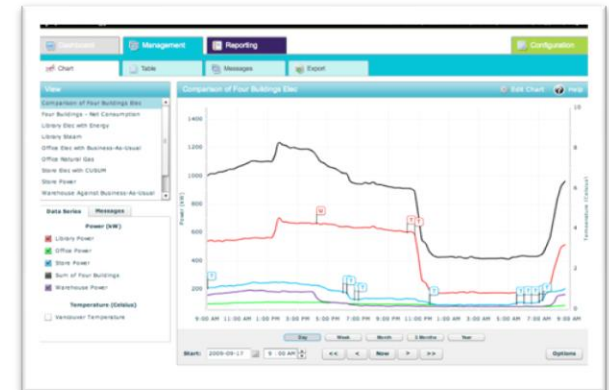 Dashboard
Management
Reporting
Configuration
Chart
Table
Messages
Export
View
Comparison of Four Buildings Elec
Four Buildings - Net Consumption
Library Elec with Energy
Library Steam
Office Elec with Business-As-Usual
Office Natural Gas
Store Elec with CUSUM
Store Power
Warehouse Against Business-As-Usual
Data Series
Messages
Power (kW)
Library Power
Office Power
Store Power
Sum of Four Buildings
Warehouse Power
Temperature (Celsius)
Vancouver Temperature
Comparison of Four Buildings Elec
Edit Chart
Help
Power (kW)
1400
1200
1000
800
600
400
200
10
8
6
4
2
0
Temperature (Celsius)
9:00 AM 11:00 AM 1:00 PM 3:00 PM 5:00 PM 7:00 PM 9:00 PM 11:00 PM 1:00 AM 3:00 AM 5:00 AM 7:00 AM 9:00 AM
Day
Week
Month
3 Months
Year
Start: 2009-09-17 9:00 AM
<< < Now > >>
Options